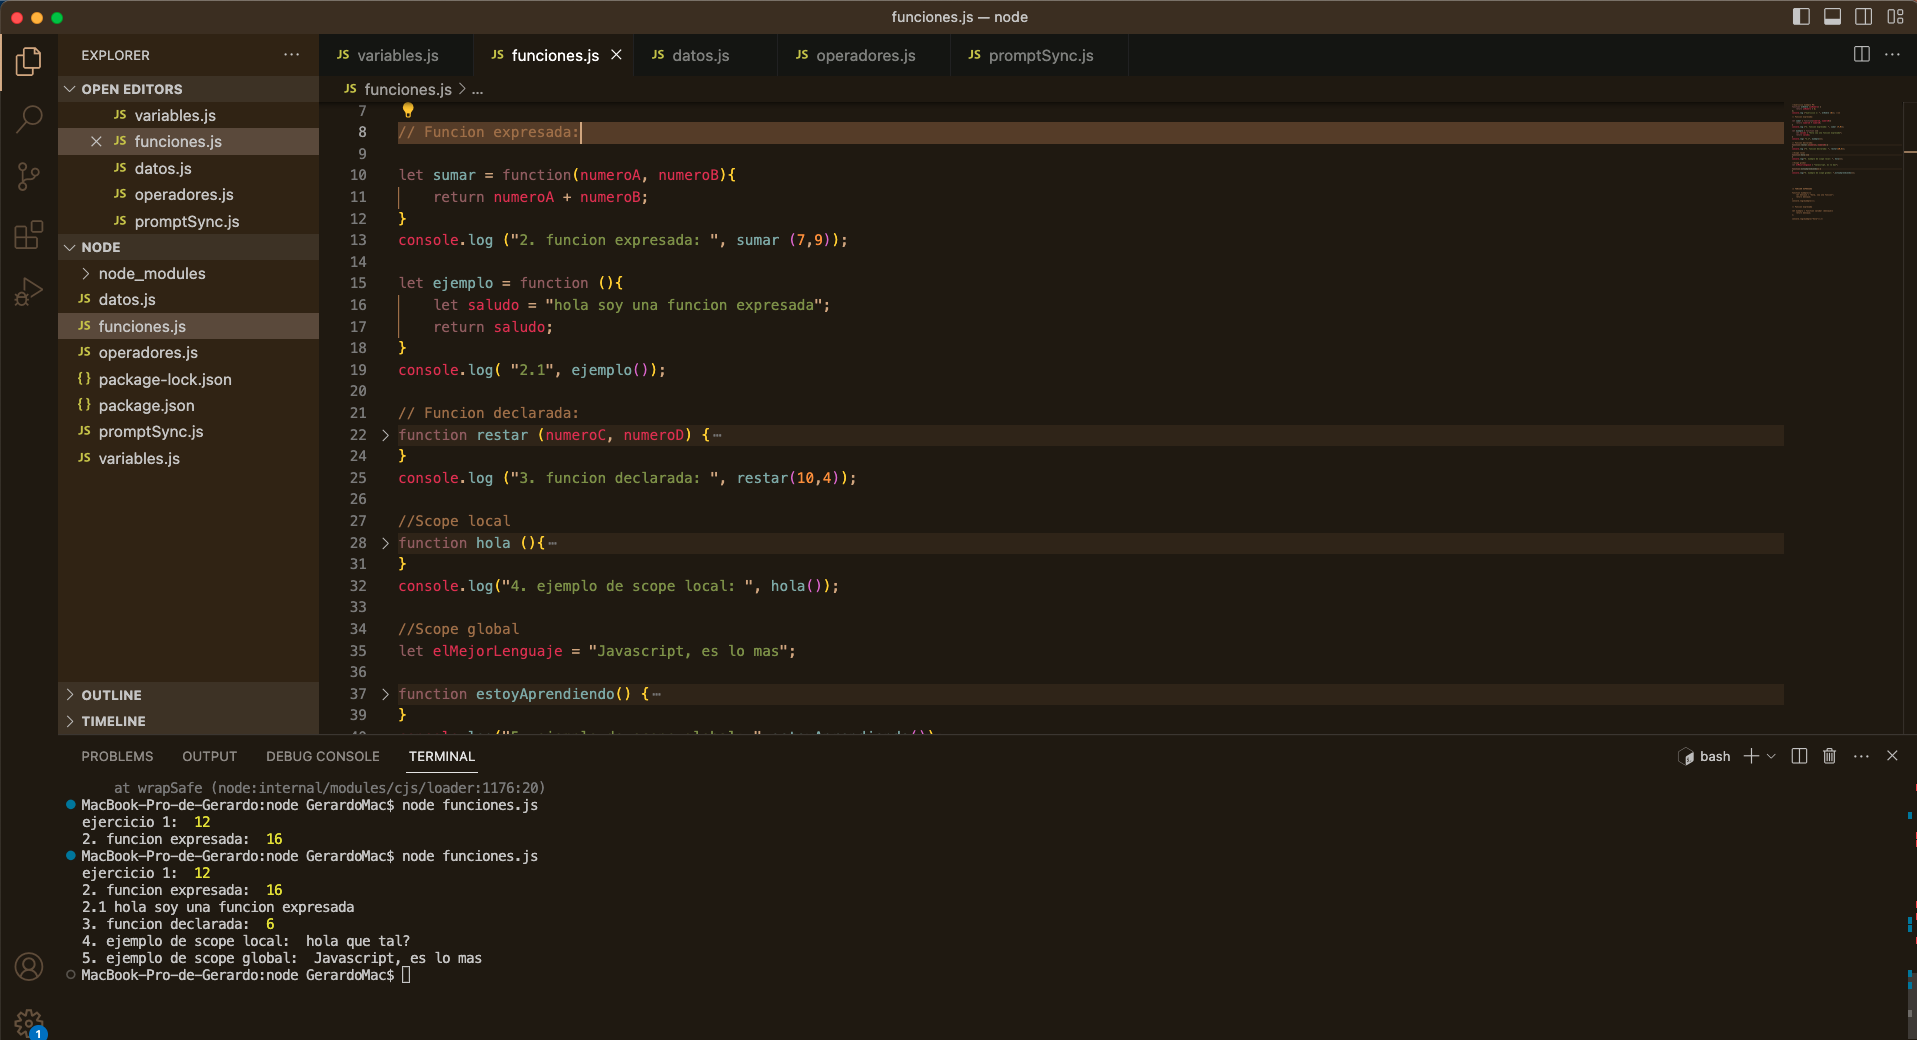 funciones.js — node
EXPLORER
OPEN EDITORS
JS variables.js
JS funciones.js
JS datos.js
JS operadores.js
JS promptSync.js
NODE
node_modules
JS datos.js
JS funciones.js
JS operadores.js
{} package-lock.json
{} package.json
JS promptSync.js
JS variables.js
OUTLINE
TIMELINE
JS variables.js JS funciones.js JS datos.js JS operadores.js JS promptSync.js
JS funciones.js > ...
7
8 // Funcion expresada:
9
10 let sumar = function(numeroA, numeroB){
11 return numeroA + numeroB;
12 }
13 console.log ("2. funcion expresada: ", sumar (7,9));
14
15 let ejemplo = function (){
16 let saludo = "hola soy una funcion expresada";
17 return saludo;
18 }
19 console.log( "2.1", ejemplo());
20
21 // Funcion declarada:
22 function restar (numeroC, numeroD) {⋯
24 }
25 console.log ("3. funcion declarada: ", restar(10,4));
26
27 //Scope local
28 function hola (){⋯
31 }
32 console.log("4. ejemplo de scope local: ", hola());
33
34 //Scope global
35 let elMejorLenguaje = "Javascript, es lo mas";
36
37 function estoyAprendiendo() {⋯
39 }
PROBLEMS OUTPUT DEBUG CONSOLE TERMINAL
bash
at wrapSafe (node:internal/modules/cjs/loader:1176:20)
MacBook-Pro-de-Gerardo:node GerardoMac$ node funciones.js
ejercicio 1: 12
2. funcion expresada: 16
MacBook-Pro-de-Gerardo:node GerardoMac$ node funciones.js
ejercicio 1: 12
2. funcion expresada: 16
2.1 hola soy una funcion expresada
3. funcion declarada: 6
4. ejemplo de scope local: hola que tal?
5. ejemplo de scope global: Javascript, es lo mas
MacBook-Pro-de-Gerardo:node GerardoMac$
1